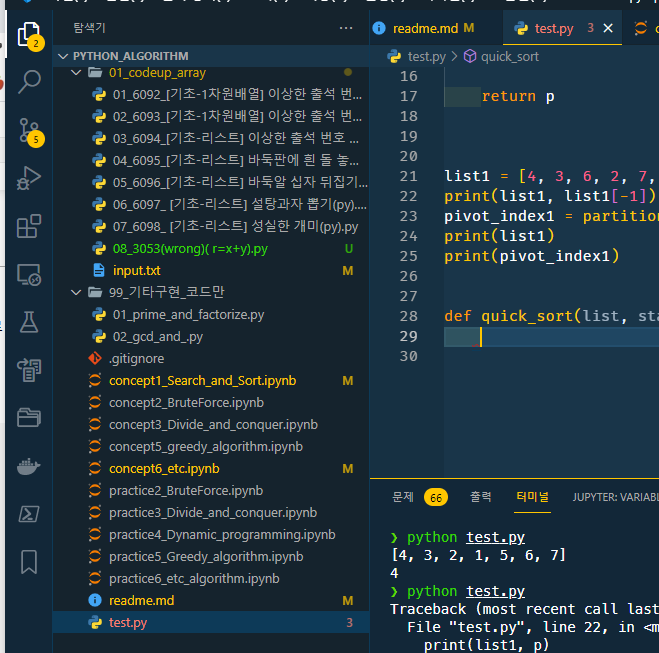 탐색기
PYTHON_ALGORITHM
01_codeup_array
01_6092_[기초-1차원배열] 이상한 출석 번...
02_6093_[기초-1차원배열] 이상한 출석 번...
03_6094_[기초-리스트] 이상한 출석 번호 ...
04_6095_[기초-리스트] 바둑판에 흰 돌 놓...
05_6096_[기초-리스트] 바둑알 십자 뒤집기...
06_6097_ [기초-리스트] 설탕과자 뽑기(py)....
07_6098_ [기초-리스트] 성실한 개미(py).py
08_3053(wrong)( r=x+y).py U
input.txt M
99_기타구현_코드만
01_prime_and_factorize.py
02_gcd_and_.py
.gitignore
concept1_Search_and_Sort.ipynb M
concept2_BruteForce.ipynb
concept3_Divide_and_conquer.ipynb
concept5_greedy_algorithm.ipynb
concept6_etc.ipynb M
practice2_BruteForce.ipynb
practice3_Divide_and_conquer.ipynb
practice4_Dynamic_programming.ipynb
practice5_Greedy_algorithm.ipynb
practice6_etc_algorithm.ipynb
readme.md M
test.py 3
2
5
readme.md M test.py 3
test.py > quick_sort
16
17 return p
18
19
20
21 list1 = [4, 3, 6, 2, 7,
22 print(list1, list1[-1])
23 pivot_index1 = partition
24 print(list1)
25 print(pivot_index1)
26
27
28 def quick_sort(list, sta
29
30
문제 66 출력 터미널 JUPYTER: VARIABL
❯ python test.py
[4, 3, 2, 1, 5, 6, 7]
4
❯ python test.py
Traceback (most recent call last
File "test.py", line 22, in <m
print(list1, p)